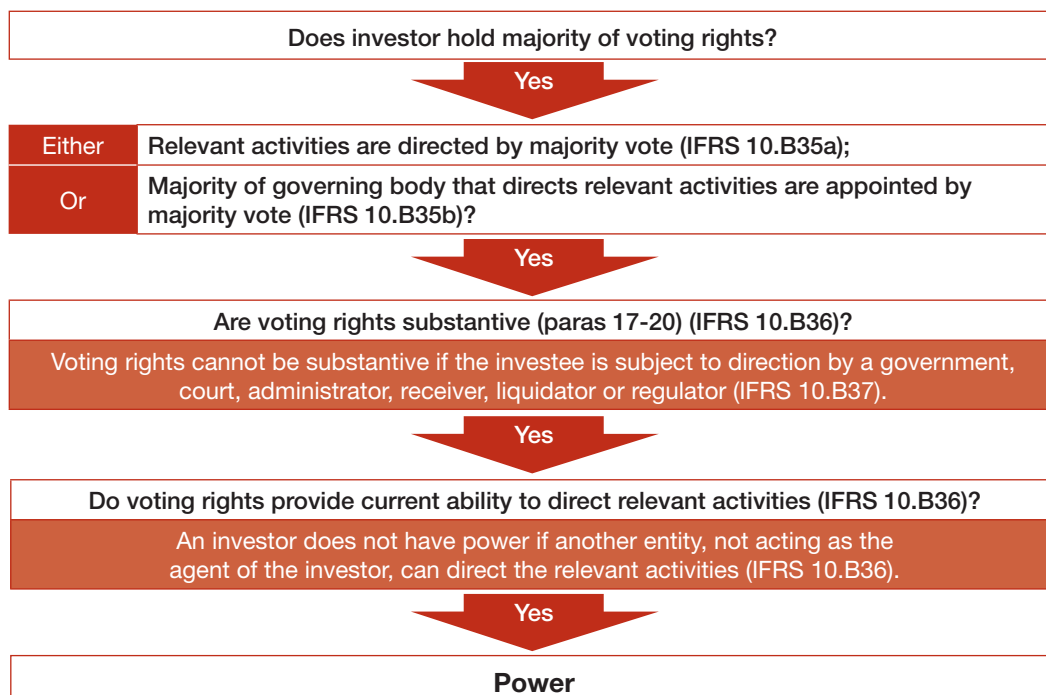 Does investor hold majority of voting rights?
Yes
Either
Relevant activities are directed by majority vote (IFRS 10.B35a);
Or
Majority of governing body that directs relevant activities are appointed by
majority vote (IFRS 10.B35b)?
Yes
Are voting rights substantive (paras 17-20) (IFRS 10.B36)?
Voting rights cannot be substantive if the investee is subject to direction by a government,
court, administrator, receiver, liquidator or regulator (IFRS 10.B37).
Yes
Do voting rights provide current ability to direct relevant activities (IFRS 10.B36)?
An investor does not have power if another entity, not acting as the
agent of the investor, can direct the relevant activities (IFRS 10.B36).
Yes
Power